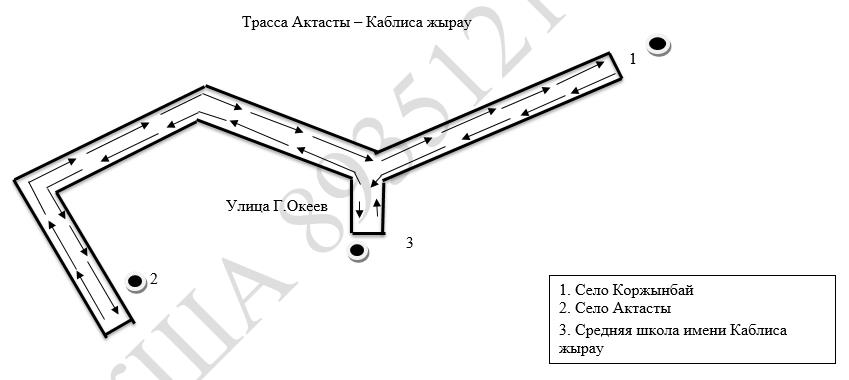 Трасса Актасты – Каблиса жырау
1
Улица Г.Океев
3
2
1. Село Коржынбай
2. Село Актасты
3. Средняя школа имени Каблиса
жырау